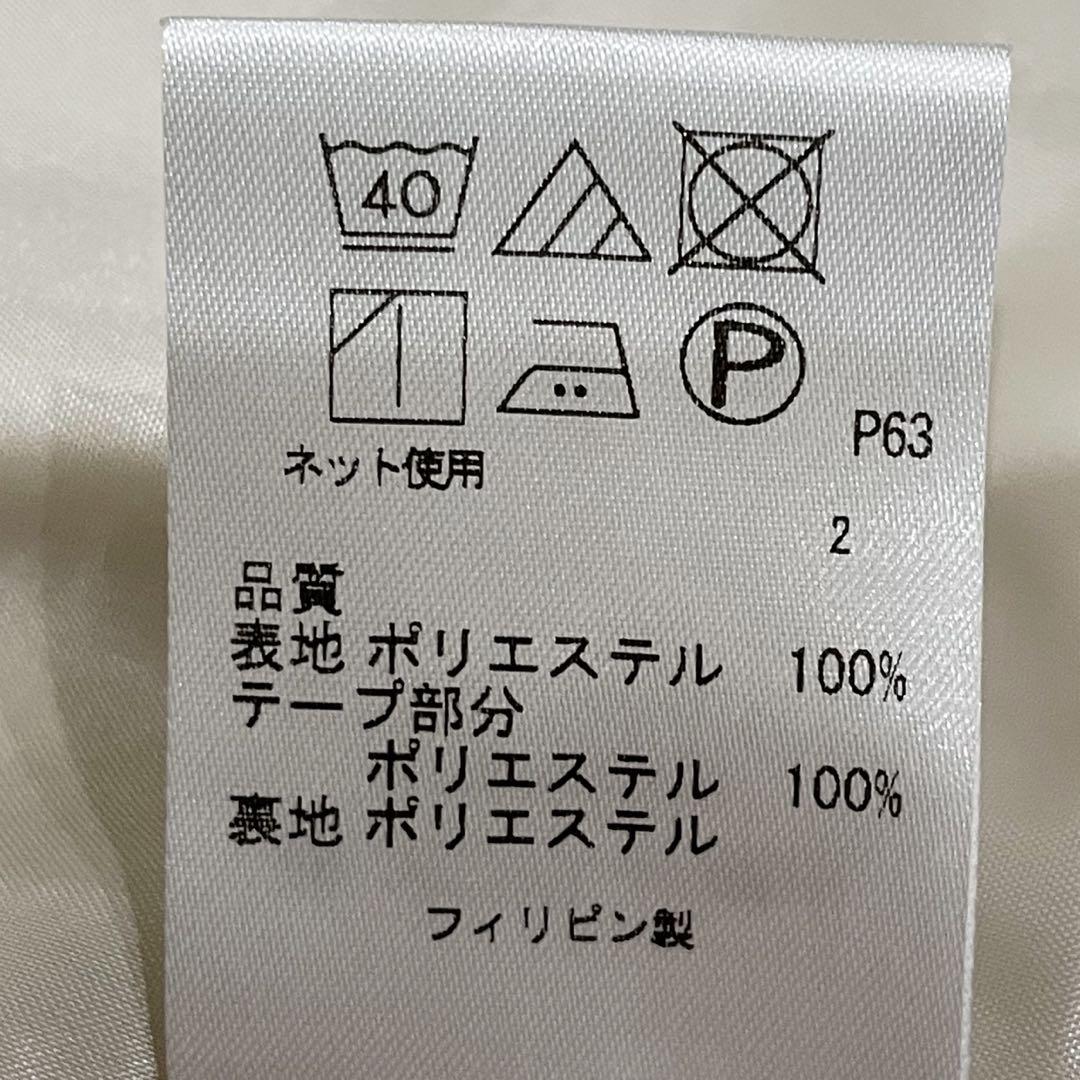 40
P
P63
ネット使用
2
品質
表地 ポリエステル 100%
テープ部分
ポリエステル 100%
裏地 ポリエステル
フィリピン製